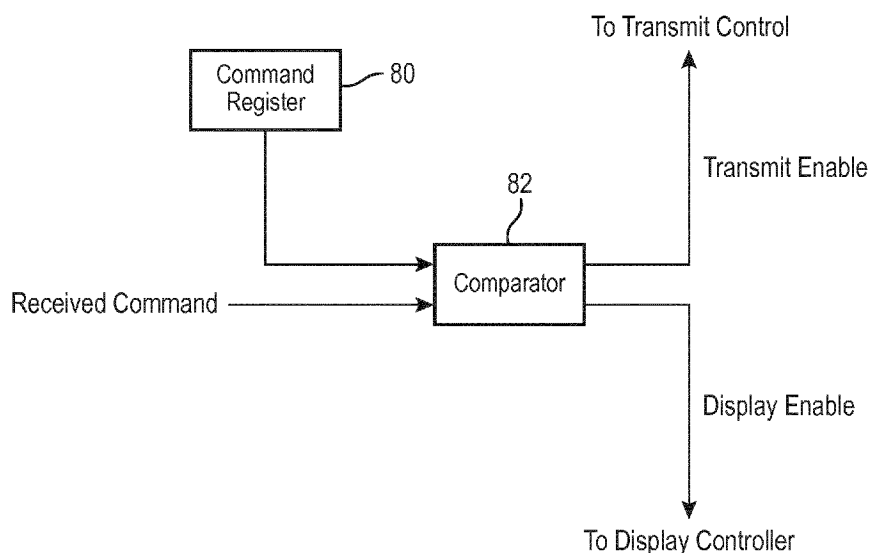 To Transmit Control
Command
Register
80
Transmit Enable
82
Comparator
Received Command
Display Enable
To Display Controller